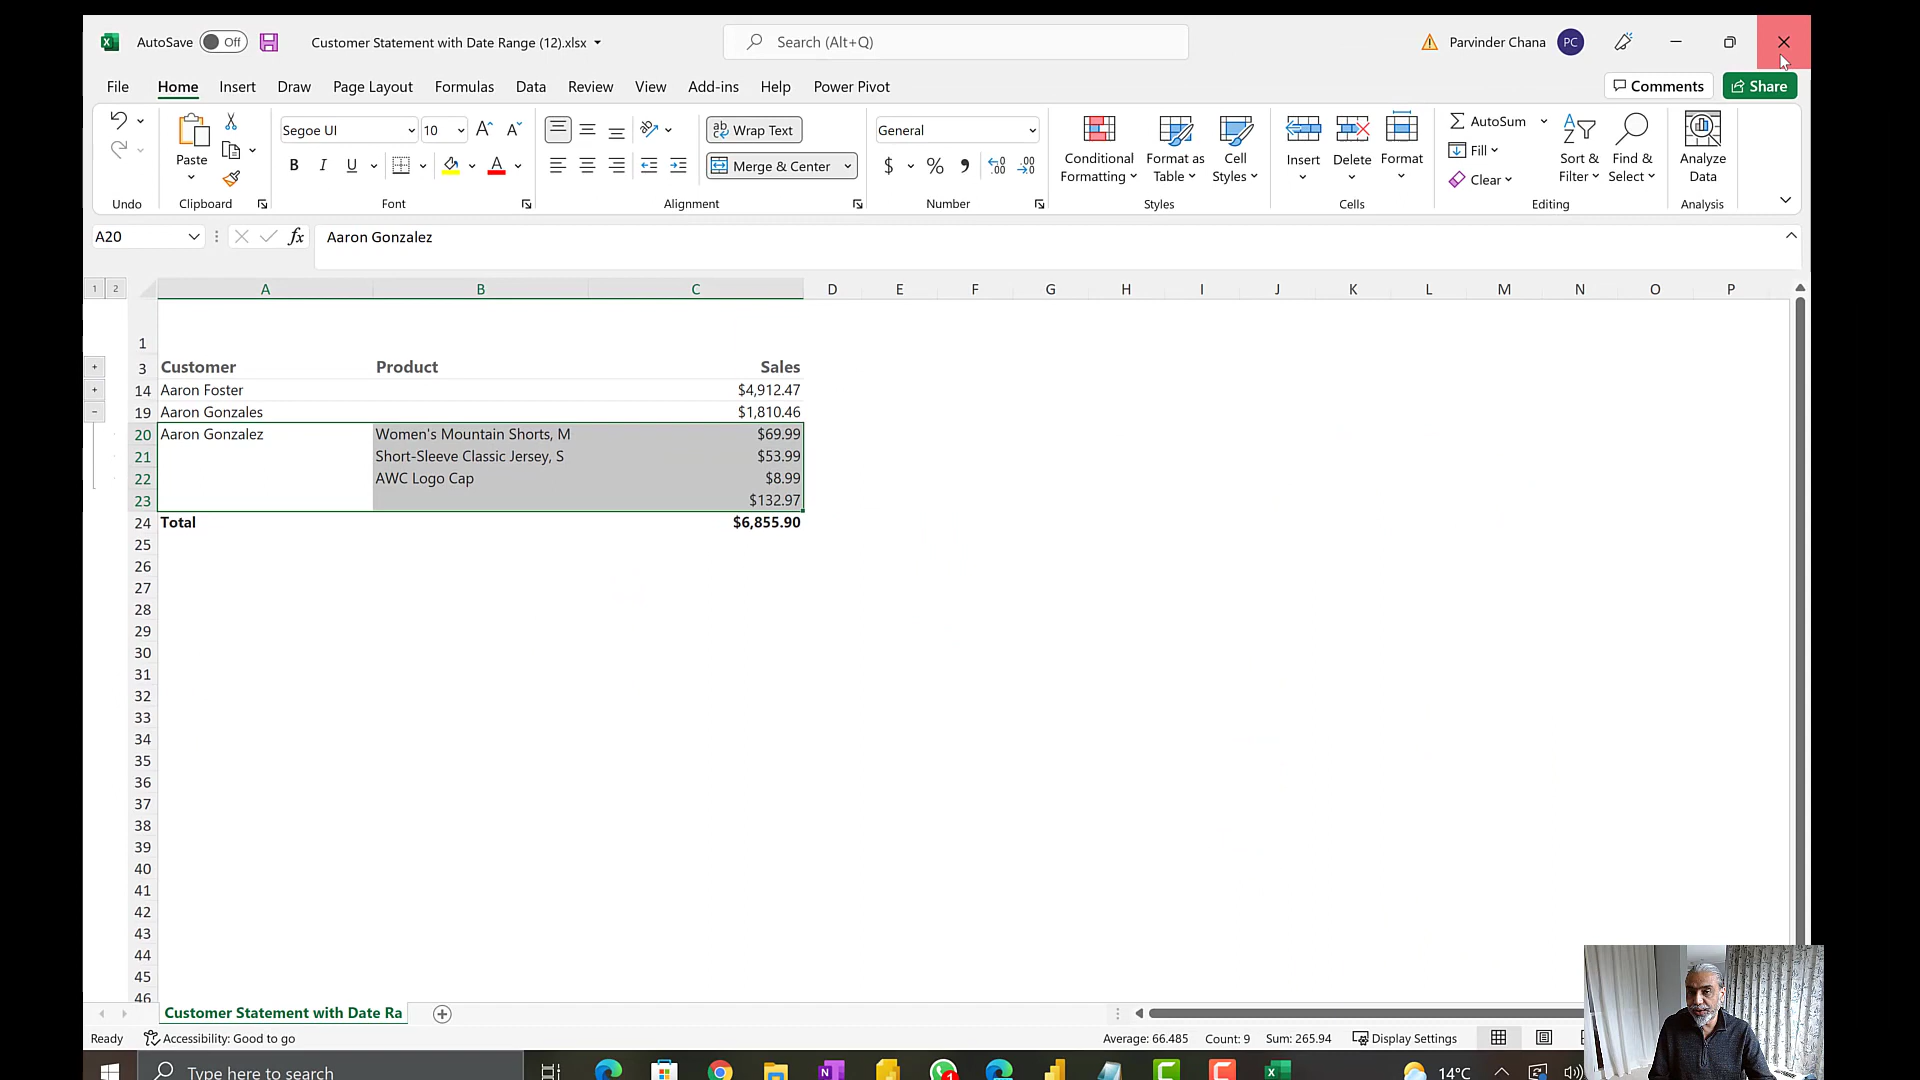 AutoSave Off Customer Statement with Date Range (12).xlsx Search (Alt+Q) Parvinder Chana PC
File Home Insert Draw Page Layout Formulas Data Review View Add-ins Help Power Pivot Comments Share
Paste Segoe UI 10 Wrap Text General Conditional Formatting Format as Table Cell Styles Insert Delete Format AutoSum Sort & Filter Find & Select Analyze Data
B I U A Merge & Center $ % Fill
Clear
Undo Clipboard Font Alignment Number Styles Cells Editing Analysis
A20 fx Aaron Gonzalez
1 2 A B C D E F G H I J K L M N O P
1
3 Customer Product Sales
14 Aaron Foster $4,912.47
19 Aaron Gonzales $1,810.46
20 Aaron Gonzalez Women's Mountain Shorts, M $69.99
21 Short-Sleeve Classic Jersey, S $53.99
22 AWC Logo Cap $8.99
23 $132.97
24 Total $6,855.90
25
26
27
28
29
30
31
32
33
34
35
36
37
38
39
40
41
42
43
44
45
46
Customer Statement with Date Ra
Ready Accessibility: Good to go Average: 66.485 Count: 9 Sum: 265.94 Display Settings
Type here to search 1 14°C